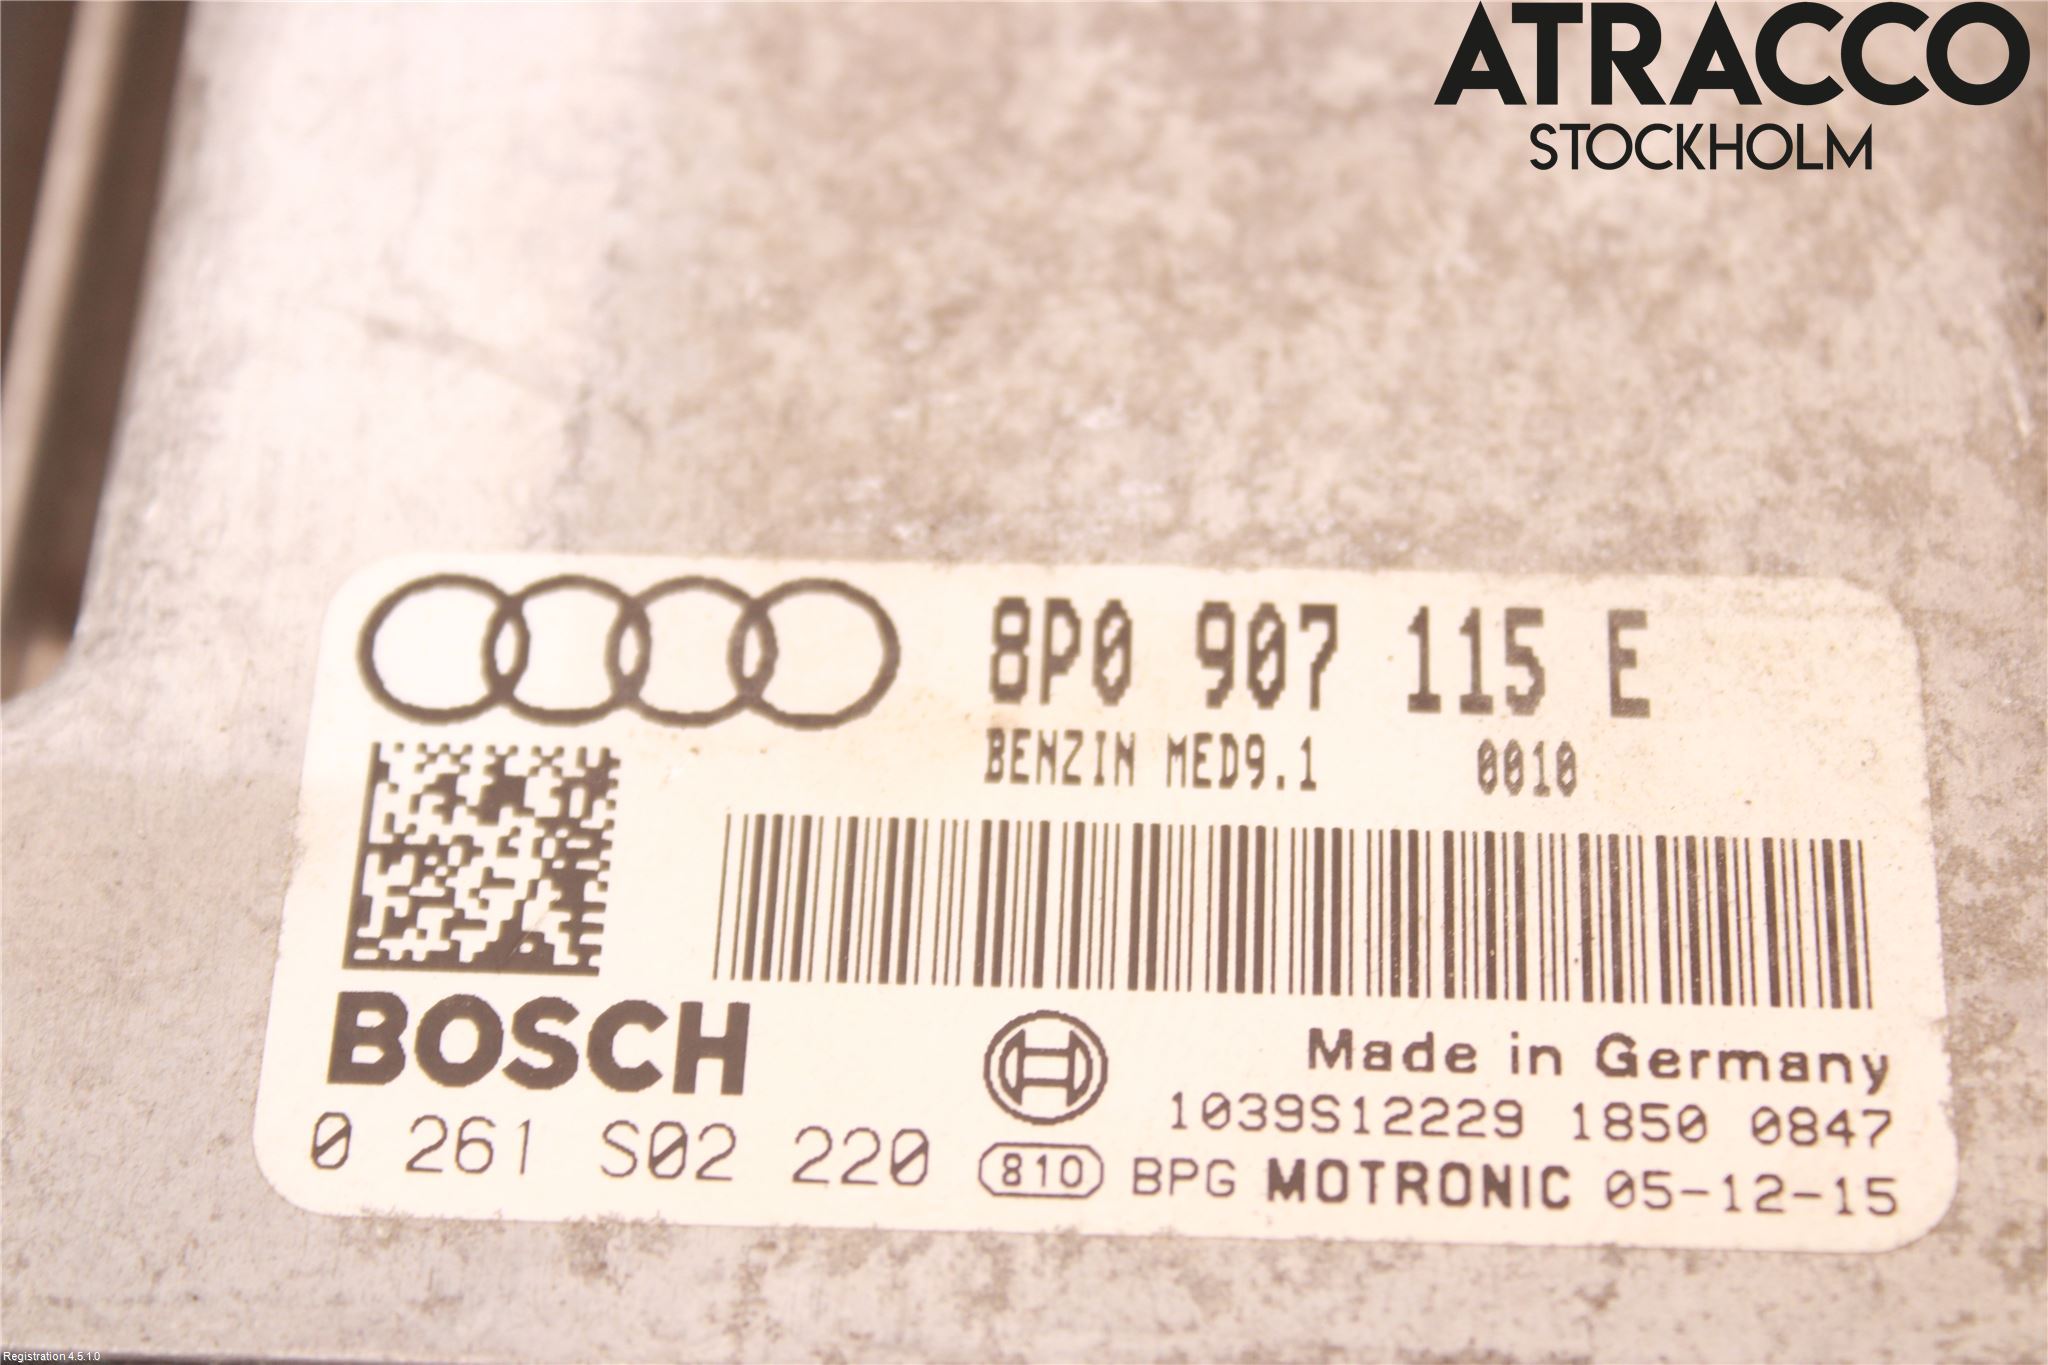 ATRACCO
STOCKHOLM
8P0 907 115 E
BENZIN MED9.1 0010
BOSCH
Made in Germany
1039S12229 1850 0847
0 261 S02 220
810 BPG MOTRONIC 05-12-15
Registration 4.5.1.0